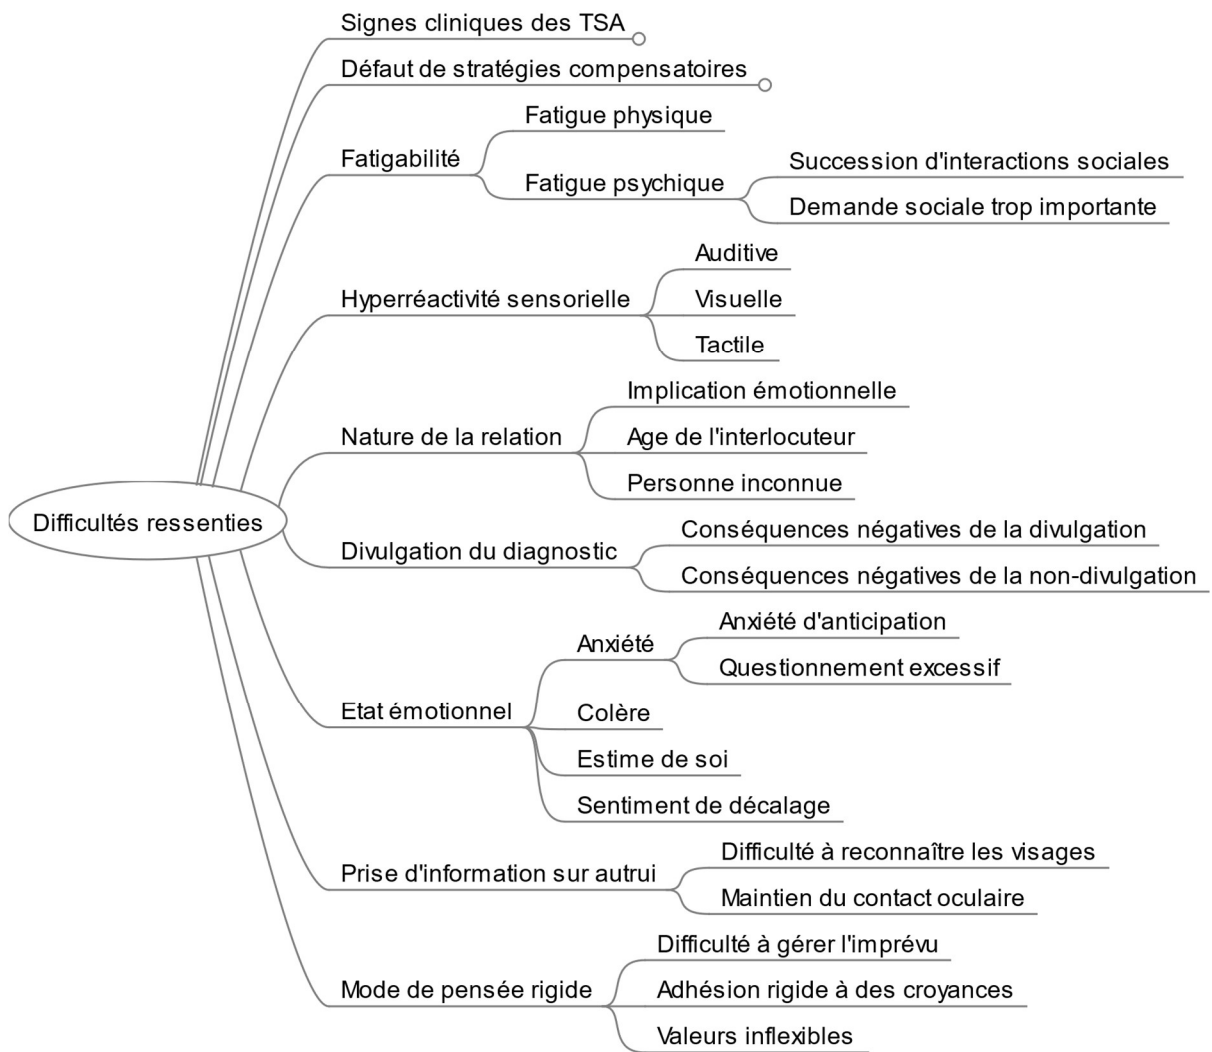 Signes cliniques des TSA
Défaut de stratégies compensatoires
Fatigue physique
Fatigabilité
Succession d'interactions sociales
Fatigue psychique
Demande sociale trop importante
Auditive
Hyperréactivité sensorielle
Visuelle
Tactile
Implication émotionnelle
Nature de la relation
Age de l'interlocuteur
Personne inconnue
Difficultés ressenties
Conséquences négatives de la divulgation
Divulgation du diagnostic
Conséquences négatives de la non-divulgation
Anxiété d'anticipation
Anxiété
Questionnement excessif
Etat émotionnel
Colère
Estime de soi
Sentiment de décalage
Difficulté à reconnaître les visages
Prise d'information sur autrui
Maintien du contact oculaire
Difficulté à gérer l'imprévu
Mode de pensée rigide
Adhésion rigide à des croyances
Valeurs inflexibles